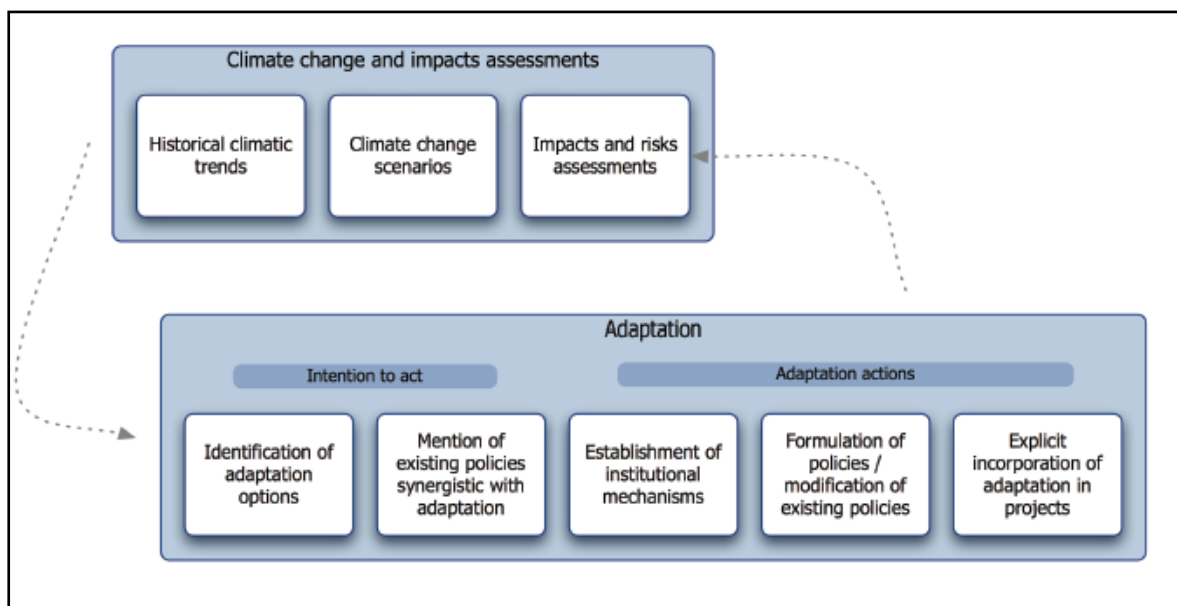 Climate change and impacts assessments
Historical climatic
trends
Climate change
scenarios
Impacts and risks
assessments
Adaptation
Intention to act
Adaptation actions
Identification of
adaptation
options
Mention of
existing policies
synergistic with
adaptation
Establishment of
institutional
mechanisms
Formulation of
policies /
modification of
existing policies
Explicit
incorporation of
adaptation in
projects